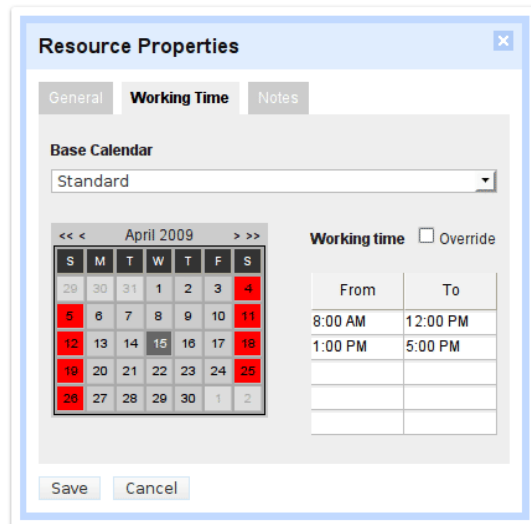 Resource Properties
General Working Time Notes
Base Calendar
Standard
<< < April 2009 > >>
S M T W T F S
29 30 31 1 2 3 4
5 6 7 8 9 10 11
12 13 14 15 16 17 18
19 20 21 22 23 24 25
26 27 28 29 30 1 2
Working time Override
From To
8:00 AM 12:00 PM
1:00 PM 5:00 PM
Save Cancel